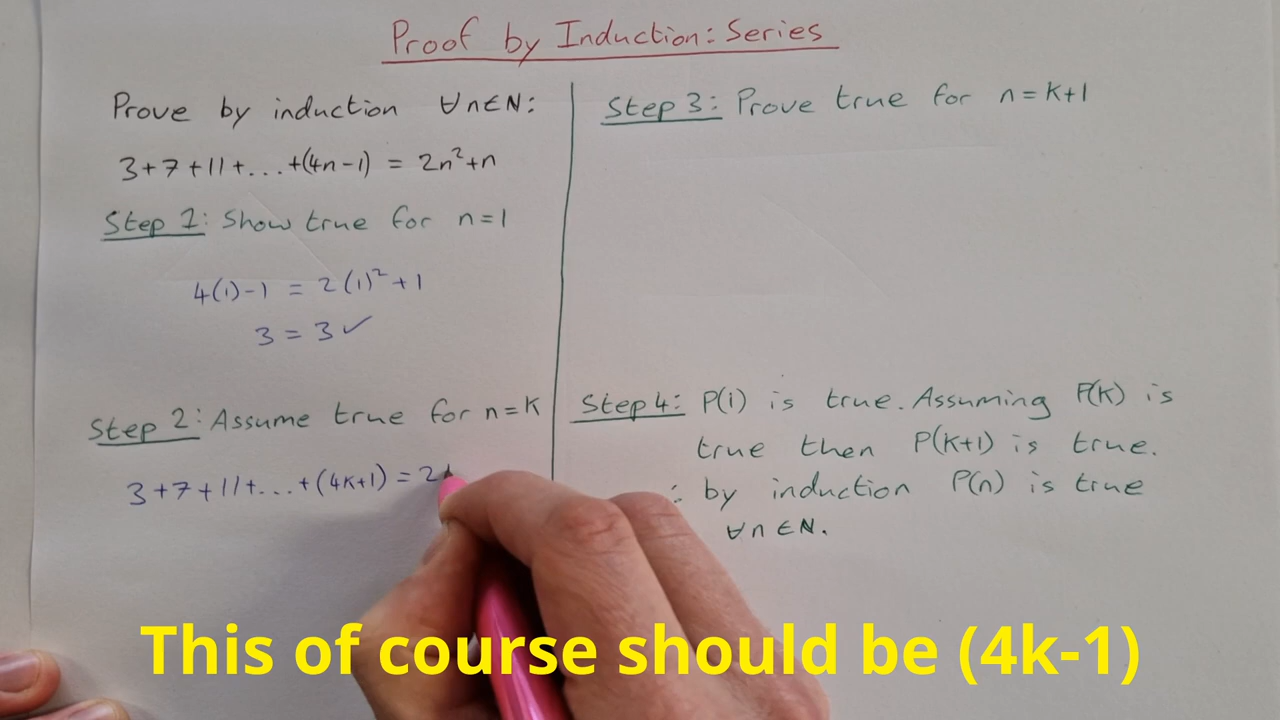 Proof by Induction: Series
Prove by induction ∀n∈N:
3+7+11+...+(4n-1) = 2n²+n
Step 1: Show true for n=1
4(1)-1 = 2(1)²+1
3 = 3 ✓
Step 2: Assume true for n=K
3+7+11+...+(4K+1) = 2
Step 3: Prove true for n=K+1
Step 4: P(1) is true. Assuming P(K) is
true then P(K+1) is true.
∴ by induction P(n) is true
∀n∈N.
This of course should be (4k-1)